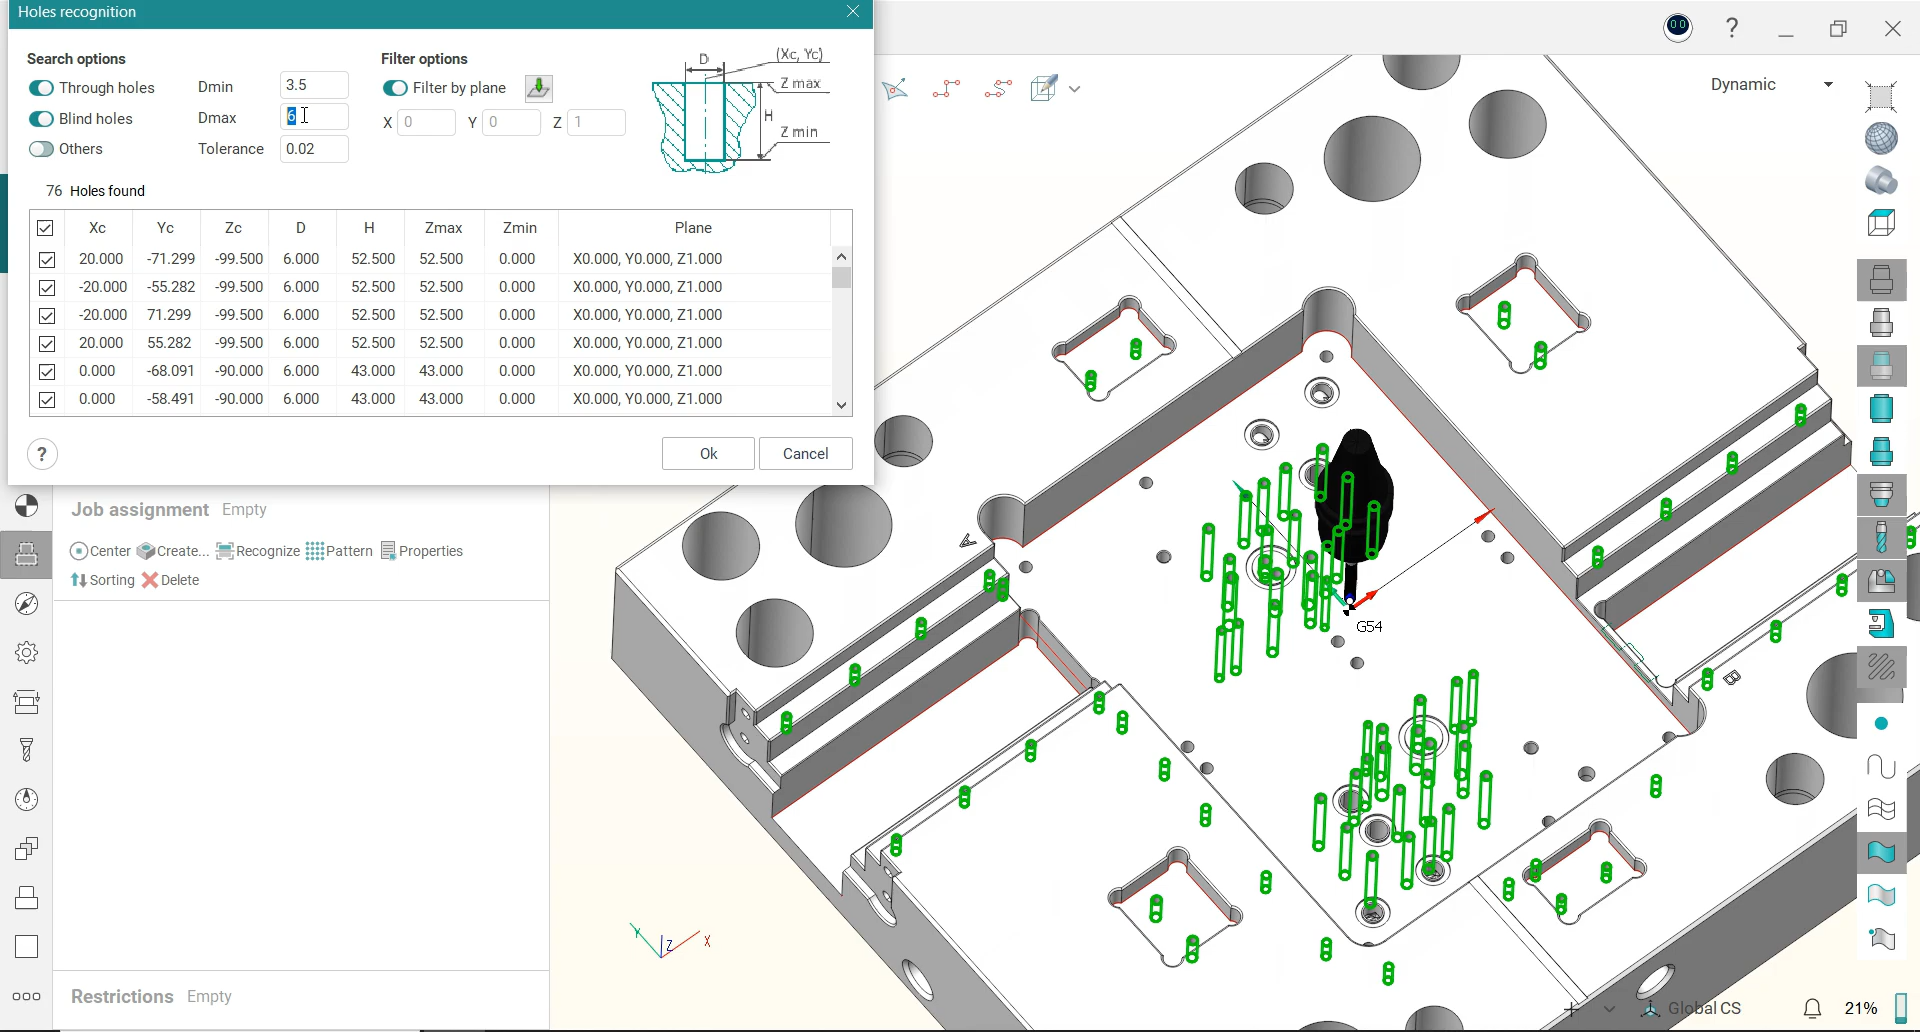 Holes recognition
Search options
Filter options
Through holes Dmin 3.5
Filter by plane
Blind holes Dmax 6
X 0 Y 0 Z 1
Others Tolerance 0.02
D (Xc, Yc)
Z max
H
Z min
76 Holes found
Xc Yc Zc D H Zmax Zmin Plane
20.000 -71.299 -99.500 6.000 52.500 52.500 0.000 X0.000, Y0.000, Z1.000
-20.000 -55.282 -99.500 6.000 52.500 52.500 0.000 X0.000, Y0.000, Z1.000
-20.000 71.299 -99.500 6.000 52.500 52.500 0.000 X0.000, Y0.000, Z1.000
20.000 55.282 -99.500 6.000 52.500 52.500 0.000 X0.000, Y0.000, Z1.000
0.000 -68.091 -90.000 6.000 43.000 43.000 0.000 X0.000, Y0.000, Z1.000
0.000 -58.491 -90.000 6.000 43.000 43.000 0.000 X0.000, Y0.000, Z1.000
? Ok Cancel
Job assignment Empty
Center Create... Recognize Pattern Properties
Sorting Delete
Restrictions Empty
?
Dynamic
A
G54
B
Y Z X
Global CS
21%